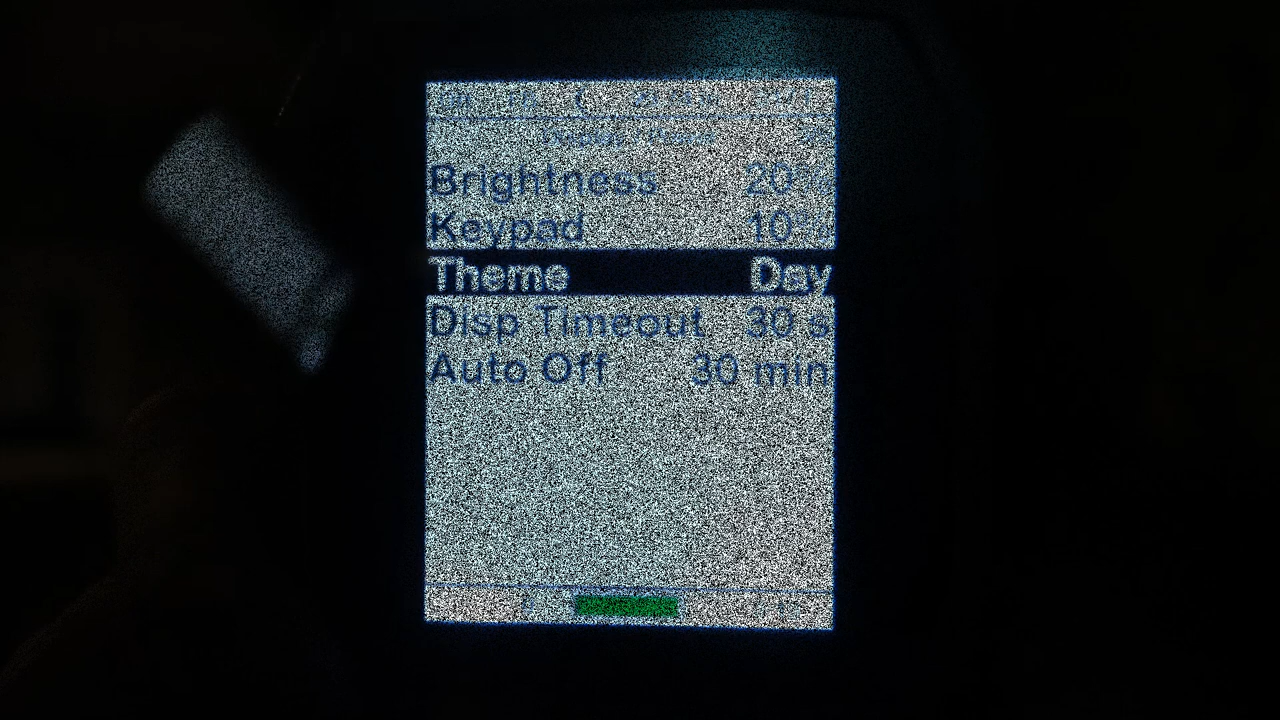 Brightness 20%
Keypad 10%
Theme Day
Disp Timeout 30 s
Auto Off 30 min